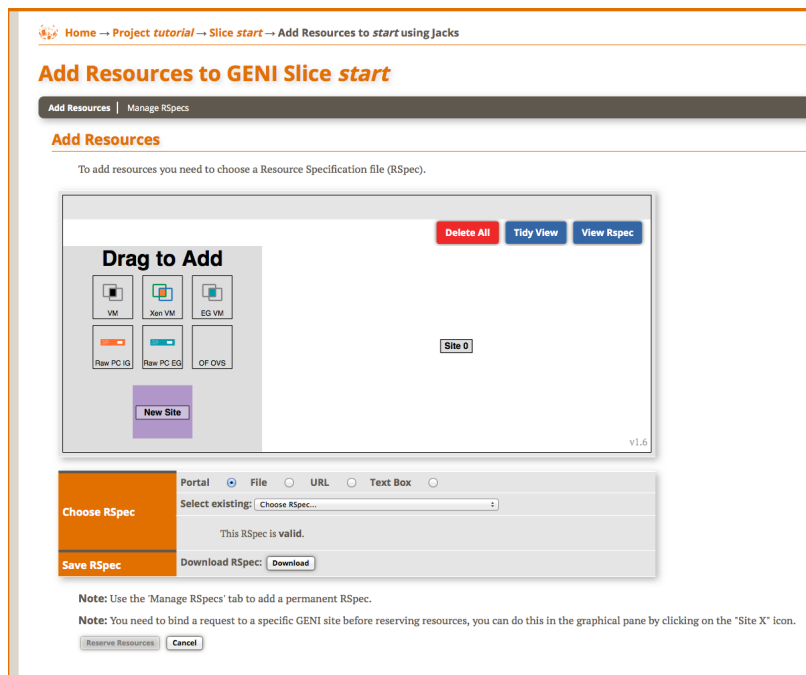 Home → Project tutorial → Slice start → Add Resources to start using Jacks
Add Resources to GENI Slice start
Add Resources | Manage RSpecs
Add Resources
To add resources you need to choose a Resource Specification file (RSpec).
Delete All Tidy View View Rspec
Drag to Add
VM Xen VM EG VM
Raw PC IG Raw PC EG OF OVS
Site 0
New Site
v1.6
Portal File URL Text Box
Choose RSpec
Select existing: Choose RSpec...
This RSpec is valid.
Save RSpec
Download RSpec: Download
Note: Use the 'Manage RSpecs' tab to add a permanent RSpec.
Note: You need to bind a request to a specific GENI site before reserving resources, you can do this in the graphical pane by clicking on the "Site X" icon.
Reserve Resources Cancel